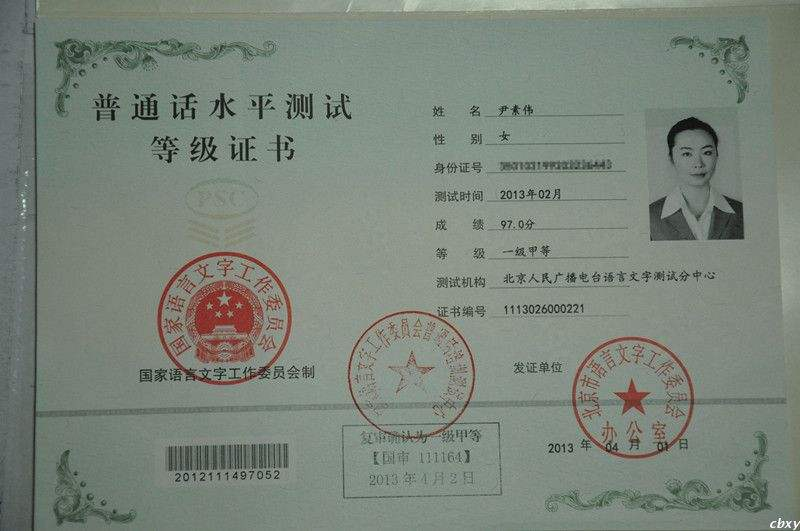 普通话水平测试
等级证书
PSC
国家语言文字工作委员会
国家语言文字工作委员会制
2012111497052
姓 名 尹素伟
性 别 女
身份证号
测试时间 2013年02月
成 绩 97.0分
等 级 一级甲等
测试机构 北京人民广播电台语言文字测试分中心
证书编号 1113026000221
发证单位
北京市语言文字工作委员会
办公室
2013 年 04 月 01 日
复审确认为一级甲等
【国审 111164】
2013 年 4 月 2 日
cbxy